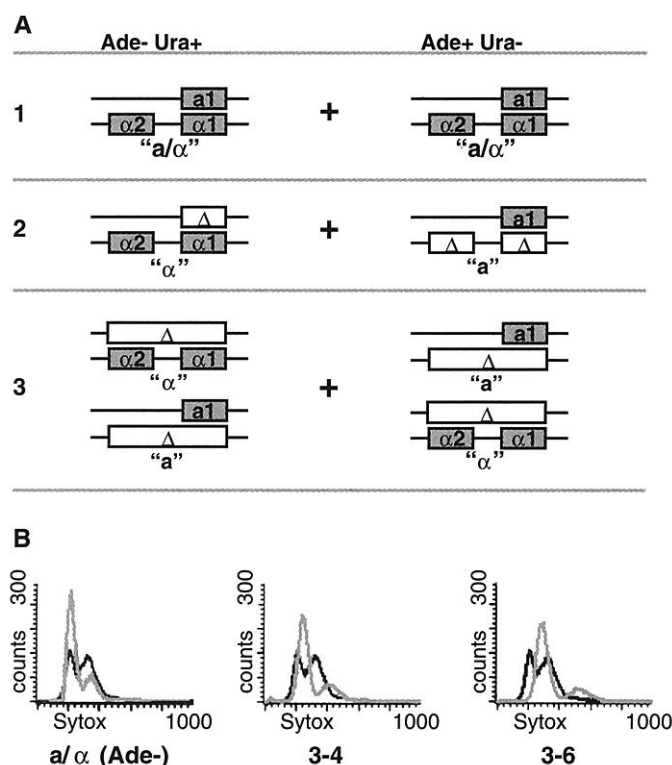 A
Ade- Ura+ Ade+ Ura-
a1 a1
1 + 
α2 α1 α2 α1
"a/α" "a/α"
Δ a1
2 +
α2 α1 Δ Δ
"α" "a"
Δ a1
α2 α1 Δ
"α" "a"
3 +
a1 Δ
Δ α2 α1
"a" "α"
B
300 300 300
counts counts counts
Sytox 1000 Sytox 1000 Sytox 1000
a/α (Ade-) 3-4 3-6